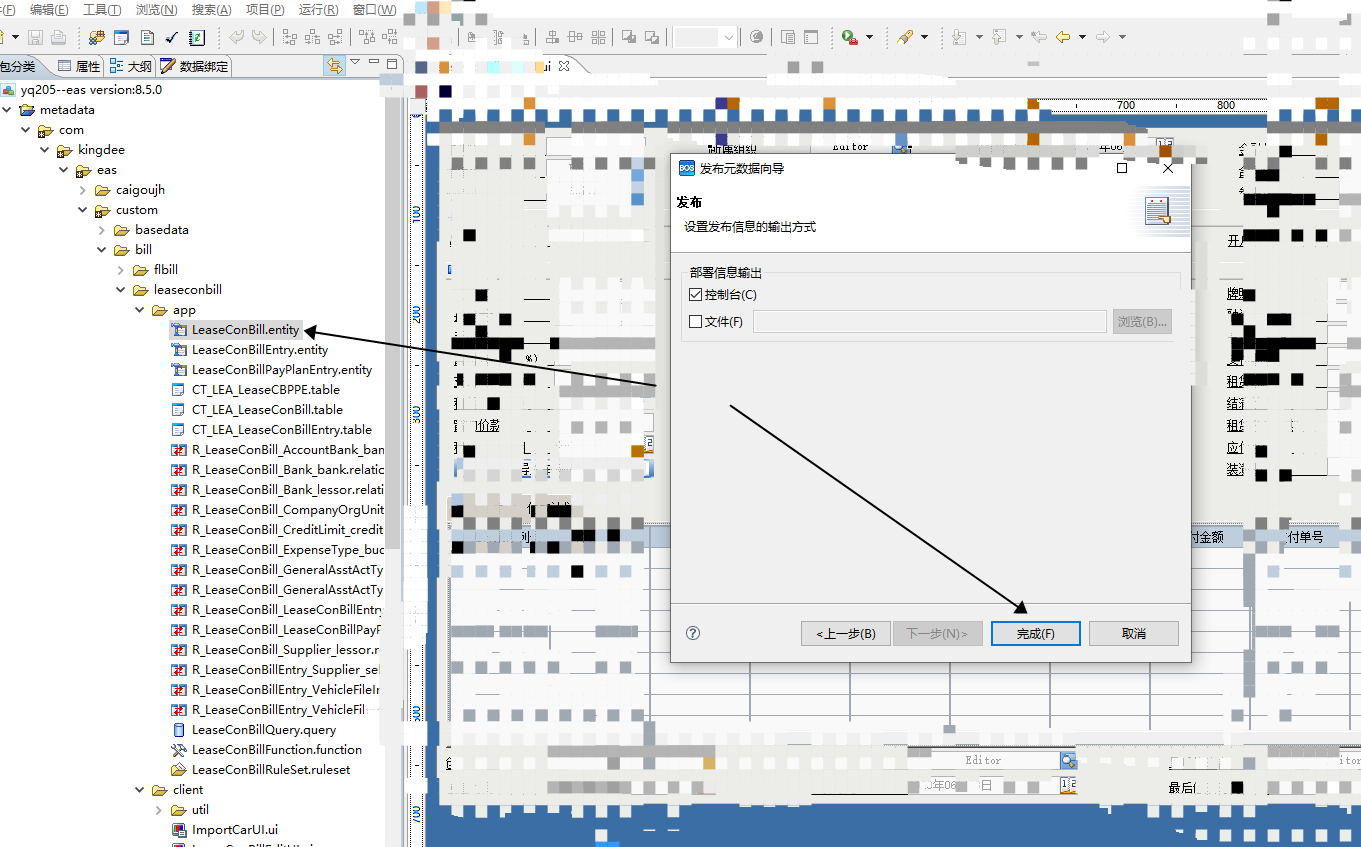 编辑(E) 工具(T) 浏览(N) 搜索(A) 项目(P) 运行(R) 窗口(W)
包分类 属性 大纲 数据绑定
yq205--eas version:8.5.0
metadata
com
kingdee
eas
caigoujh
custom
basedata
bill
flbill
leaseconbill
app
LeaseConBill.entity
LeaseConBillEntry.entity
LeaseConBillPayPlanEntry.entity
CT_LEA_LeaseCBPPE.table
CT_LEA_LeaseConBill.table
CT_LEA_LeaseConBillEntry.table
R_LeaseConBill_AccountBank_ban
R_LeaseConBill_Bank_bank.relatic
R_LeaseConBill_Bank_lessor.relati
R_LeaseConBill_CompanyOrgUnit
R_LeaseConBill_CreditLimit_credit
R_LeaseConBill_ExpenseType_buc
R_LeaseConBill_GeneralAsstActTy
R_LeaseConBill_GeneralAsstActTy
R_LeaseConBill_LeaseConBillEntry
R_LeaseConBill_LeaseConBillPayF
R_LeaseConBill_Supplier_lessor.r
R_LeaseConBillEntry_Supplier_sel
R_LeaseConBillEntry_VehicleFileIr
R_LeaseConBillEntry_VehicleFil
LeaseConBillQuery.query
LeaseConBillFunction.function
LeaseConBillRuleSet.ruleset
client
util
ImportCarUI.ui
700 800
100
200
300
400
700
Editor
BOS 发布元数据向导
发布
设置发布信息的输出方式
部署信息输出
控制台(C)
文件(F) 浏览(B)...
<上一步(B) 下一步(N)> 完成(F) 取消
付金额 付单号
Editor
最后